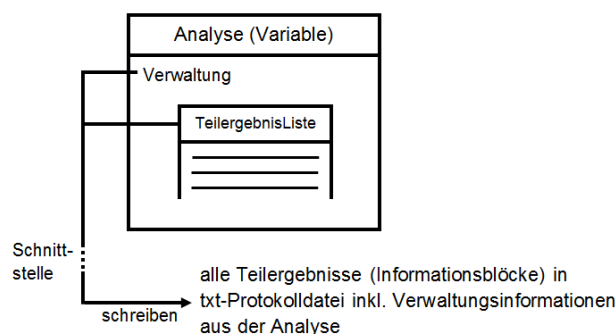 Analyse (Variable)
Verwaltung
TeilergebnisListe
Schnitt-
stelle
schreiben
alle Teilergebnisse (Informationsblöcke) in
txt-Protokolldatei inkl. Verwaltungsinformationen
aus der Analyse